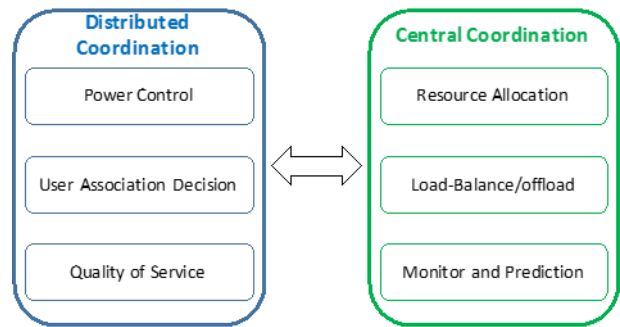 Distributed
Coordination
Power Control
User Association Decision
Quality of Service
Central Coordination
Resource Allocation
Load-Balance/offload
Monitor and Prediction